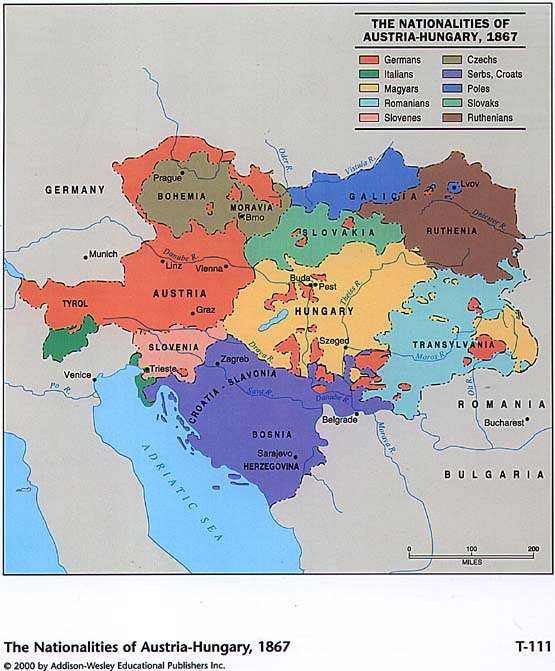 THE NATIONALITIES OF
AUSTRIA-HUNGARY, 1867
Germans
Italians
Magyars
Romanians
Slovenes
Czechs
Serbs, Croats
Poles
Slovaks
Ruthenians
Oder R.
Vistula R.
Prague
GERMANY
BOHEMIA
MORAVIA
Brno
GALICIA
Lvov
SLOVAKIA
RUTHENIA
Dniester R.
Munich
Danube R.
Linz
Vienna
Buda
Pest
Theiss R.
TYROL
AUSTRIA
Graz
HUNGARY
SLOVENIA
Drava R.
Szeged
TRANSYLVANIA
Maros R.
Venice
Trieste
Zagreb
Po R.
CROATIA - SLAVONIA
Sava R.
Danube R.
Olt R.
ROMANIA
Belgrade
Bucharest
BOSNIA
Morava R.
Sarajevo
HERZEGOVINA
BULGARIA
ADRIATIC SEA
0 100 200
MILES
The Nationalities of Austria-Hungary, 1867 T-111
© 2000 by Addison-Wesley Educational Publishers Inc.